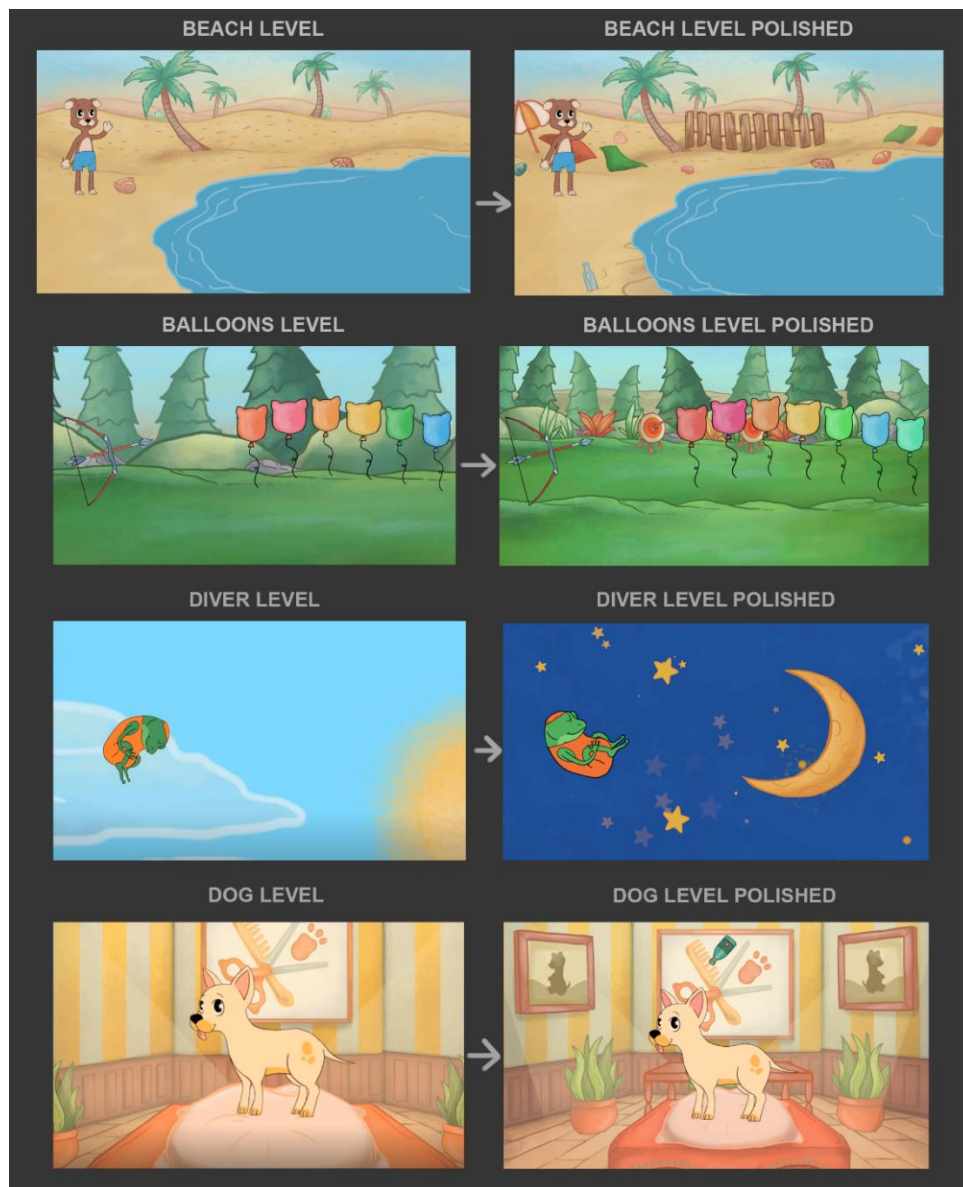 BEACH LEVEL
BEACH LEVEL POLISHED
BALLOONS LEVEL
BALLOONS LEVEL POLISHED
DIVER LEVEL
DIVER LEVEL POLISHED
DOG LEVEL
DOG LEVEL POLISHED